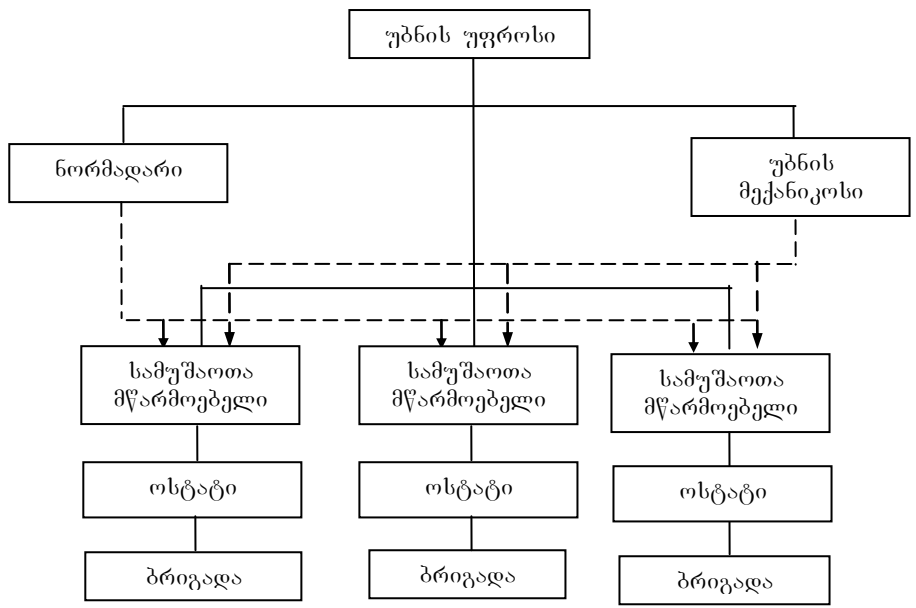 უბნის უფროსი
ნორმადარი
უბნის
მექანიკოსი
სამუშაოთა
მწარმოებელი
სამუშაოთა
მწარმოებელი
სამუშაოთა
მწარმოებელი
ოსტატი
ოსტატი
ოსტატი
ბრიგადა
ბრიგადა
ბრიგადა